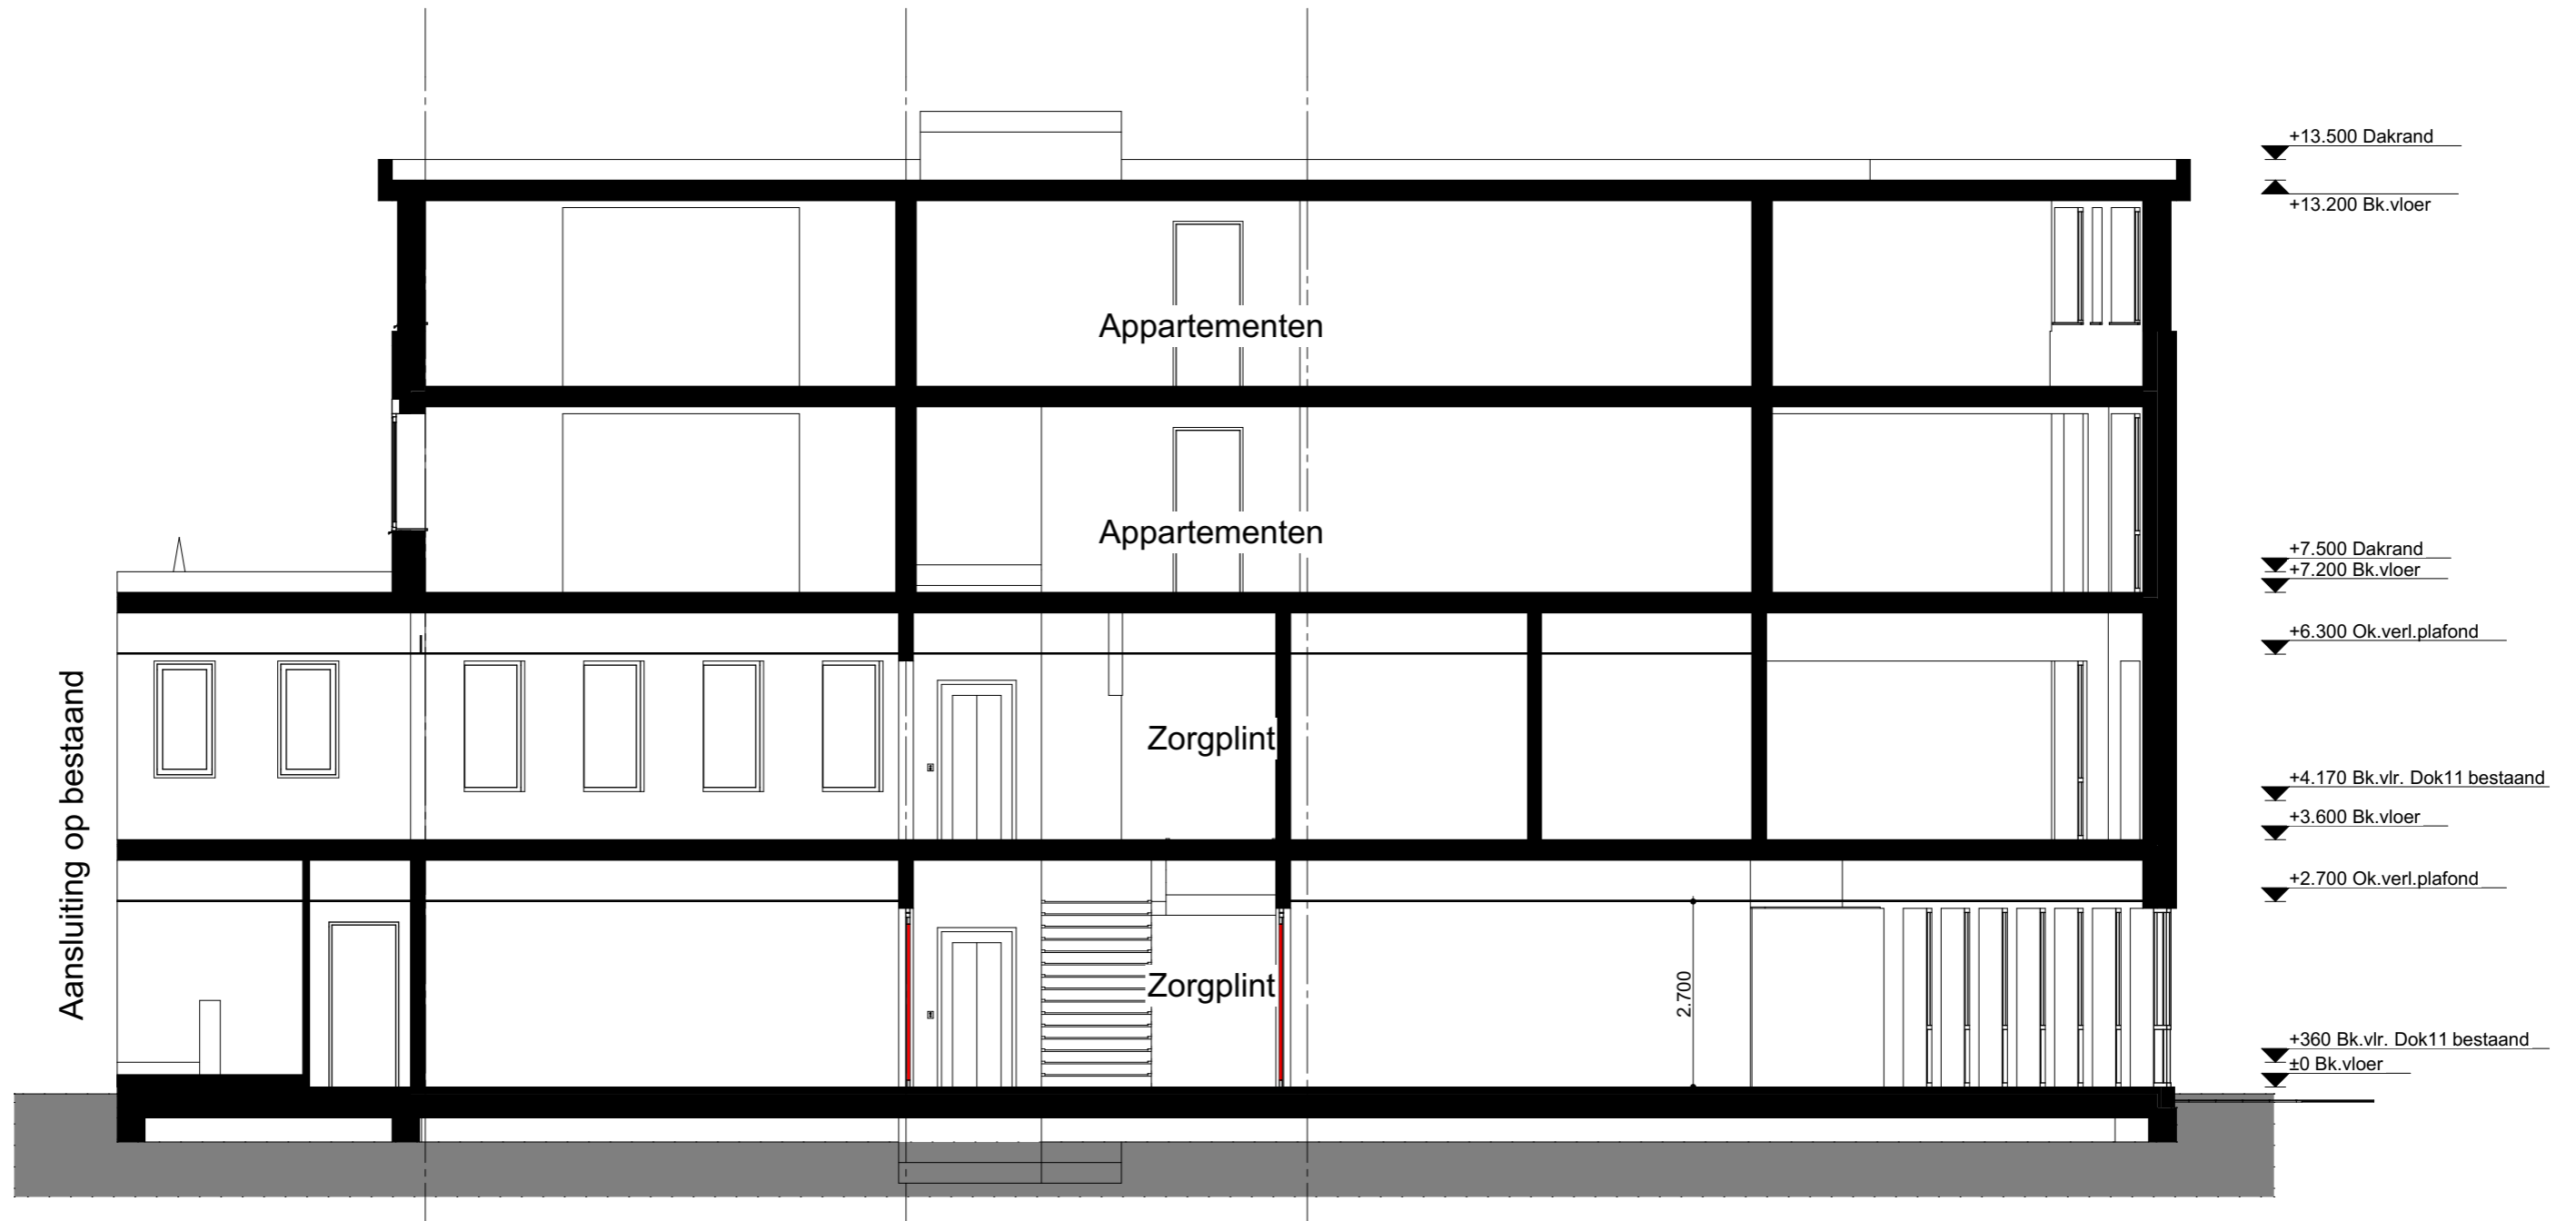 +13.500 Dakrand
+13.200 Bk.vloer
Appartementen
Appartementen
+7.500 Dakrand
+7.200 Bk.vloer
+6.300 Ok.verl.plafond
Aansluiting op bestaand
Zorgplint
+4.170 Bk.vlr. Dok11 bestaand
+3.600 Bk.vloer
+2.700 Ok.verl.plafond
Zorgplint
2.700
+360 Bk.vlr. Dok11 bestaand
±0 Bk.vloer